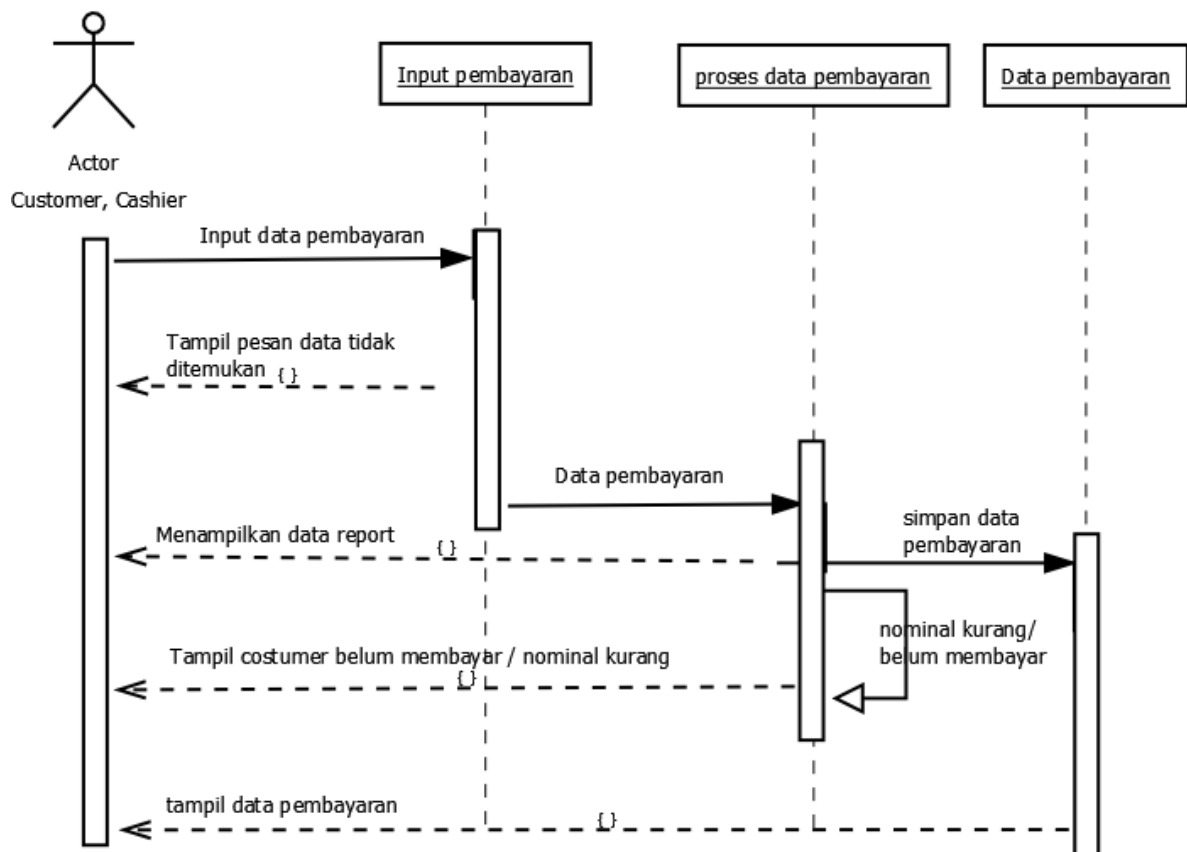 Input pembayaran
proses data pembayaran
Data pembayaran
Actor
Customer, Cashier
Input data pembayaran
Tampil pesan data tidak
ditemukan
{ }
Data pembayaran
Menampilkan data report
{ }
simpan data
pembayaran
nominal kurang/
belum membayar
Tampil costumer belum membayar / nominal kurang
{ }
tampil data pembayaran
{ }